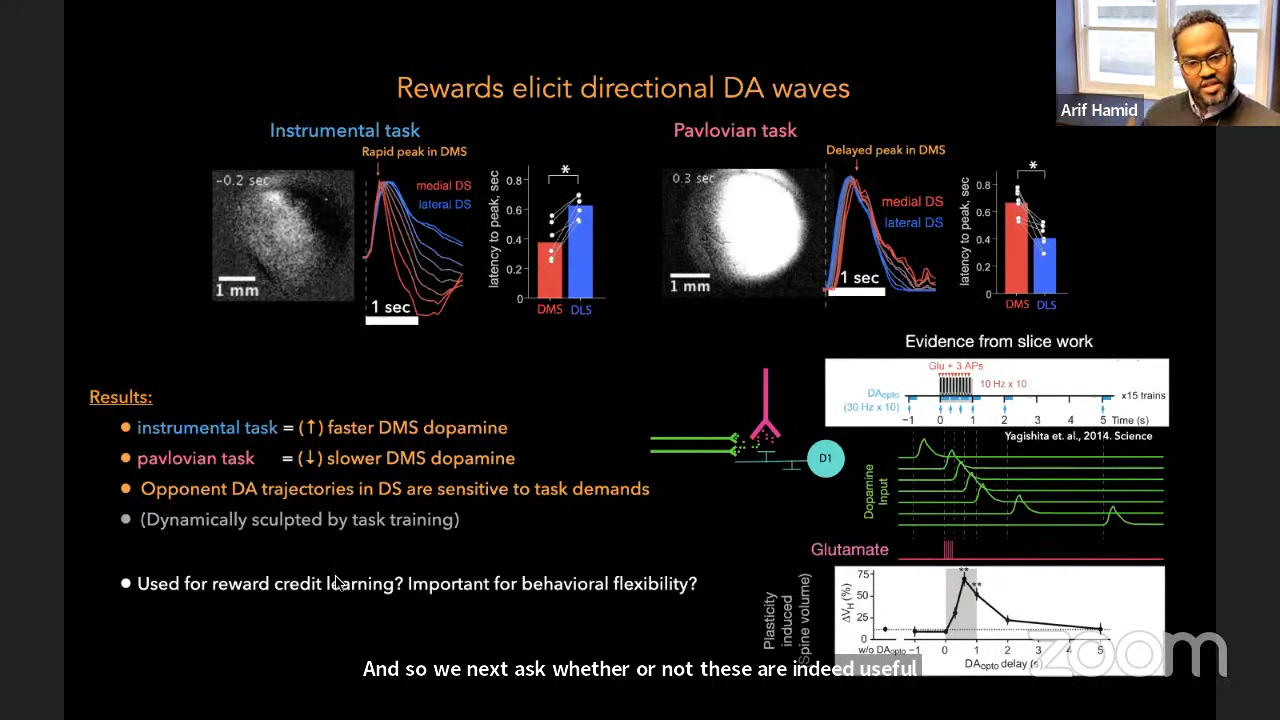 Arif Hamid
Rewards elicit directional DA waves
Instrumental task
Rapid peak in DMS
-0.2 sec
1 mm
medial DS
lateral DS
1 sec
latency to peak, sec
0.8
0.6
0.4
0.2
0
*
DMS DLS
Pavlovian task
Delayed peak in DMS
0.3 sec
1 mm
medial DS
lateral DS
1 sec
latency to peak, sec
0.8
0.6
0.4
0.2
0
*
DMS DLS
Results:
• instrumental task = (↑) faster DMS dopamine
• pavlovian task = (↓) slower DMS dopamine
• Opponent DA trajectories in DS are sensitive to task demands
• (Dynamically sculpted by task training)
• Used for reward credit learning? Important for behavioral flexibility?
Evidence from slice work
Glu + 3 APs
10 Hz x 10
DAopto
(30 Hz x 10)
x15 trains
-1 0 1 2 3 4 5 Time (s)
Yagishita et. al., 2014. Science
D1
Dopamine
Input
Glutamate
Plasticity
induced
Spine volume)
ΔVH (%)
75
50
25
0
**
**
w/o DAopto -1 0 1 2 3 4 5
DAopto delay (s)
And so we next ask whether or not these are indeed useful
zoom